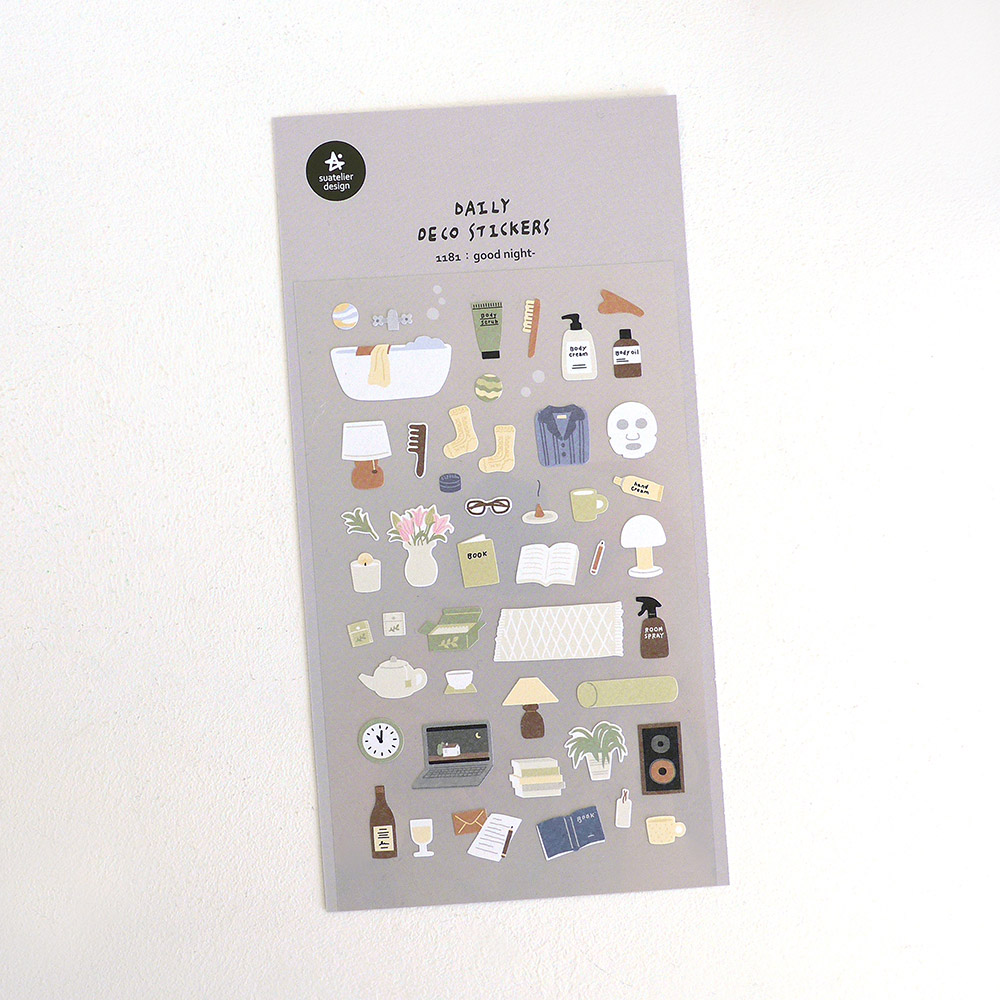 suatelier
design
DAILY
DECO STICKERS
1181 : good night-
Body
Scrub
Body
cream
Body oil
hand
cream
BOOK
ROOM
SPRAY
BOOK